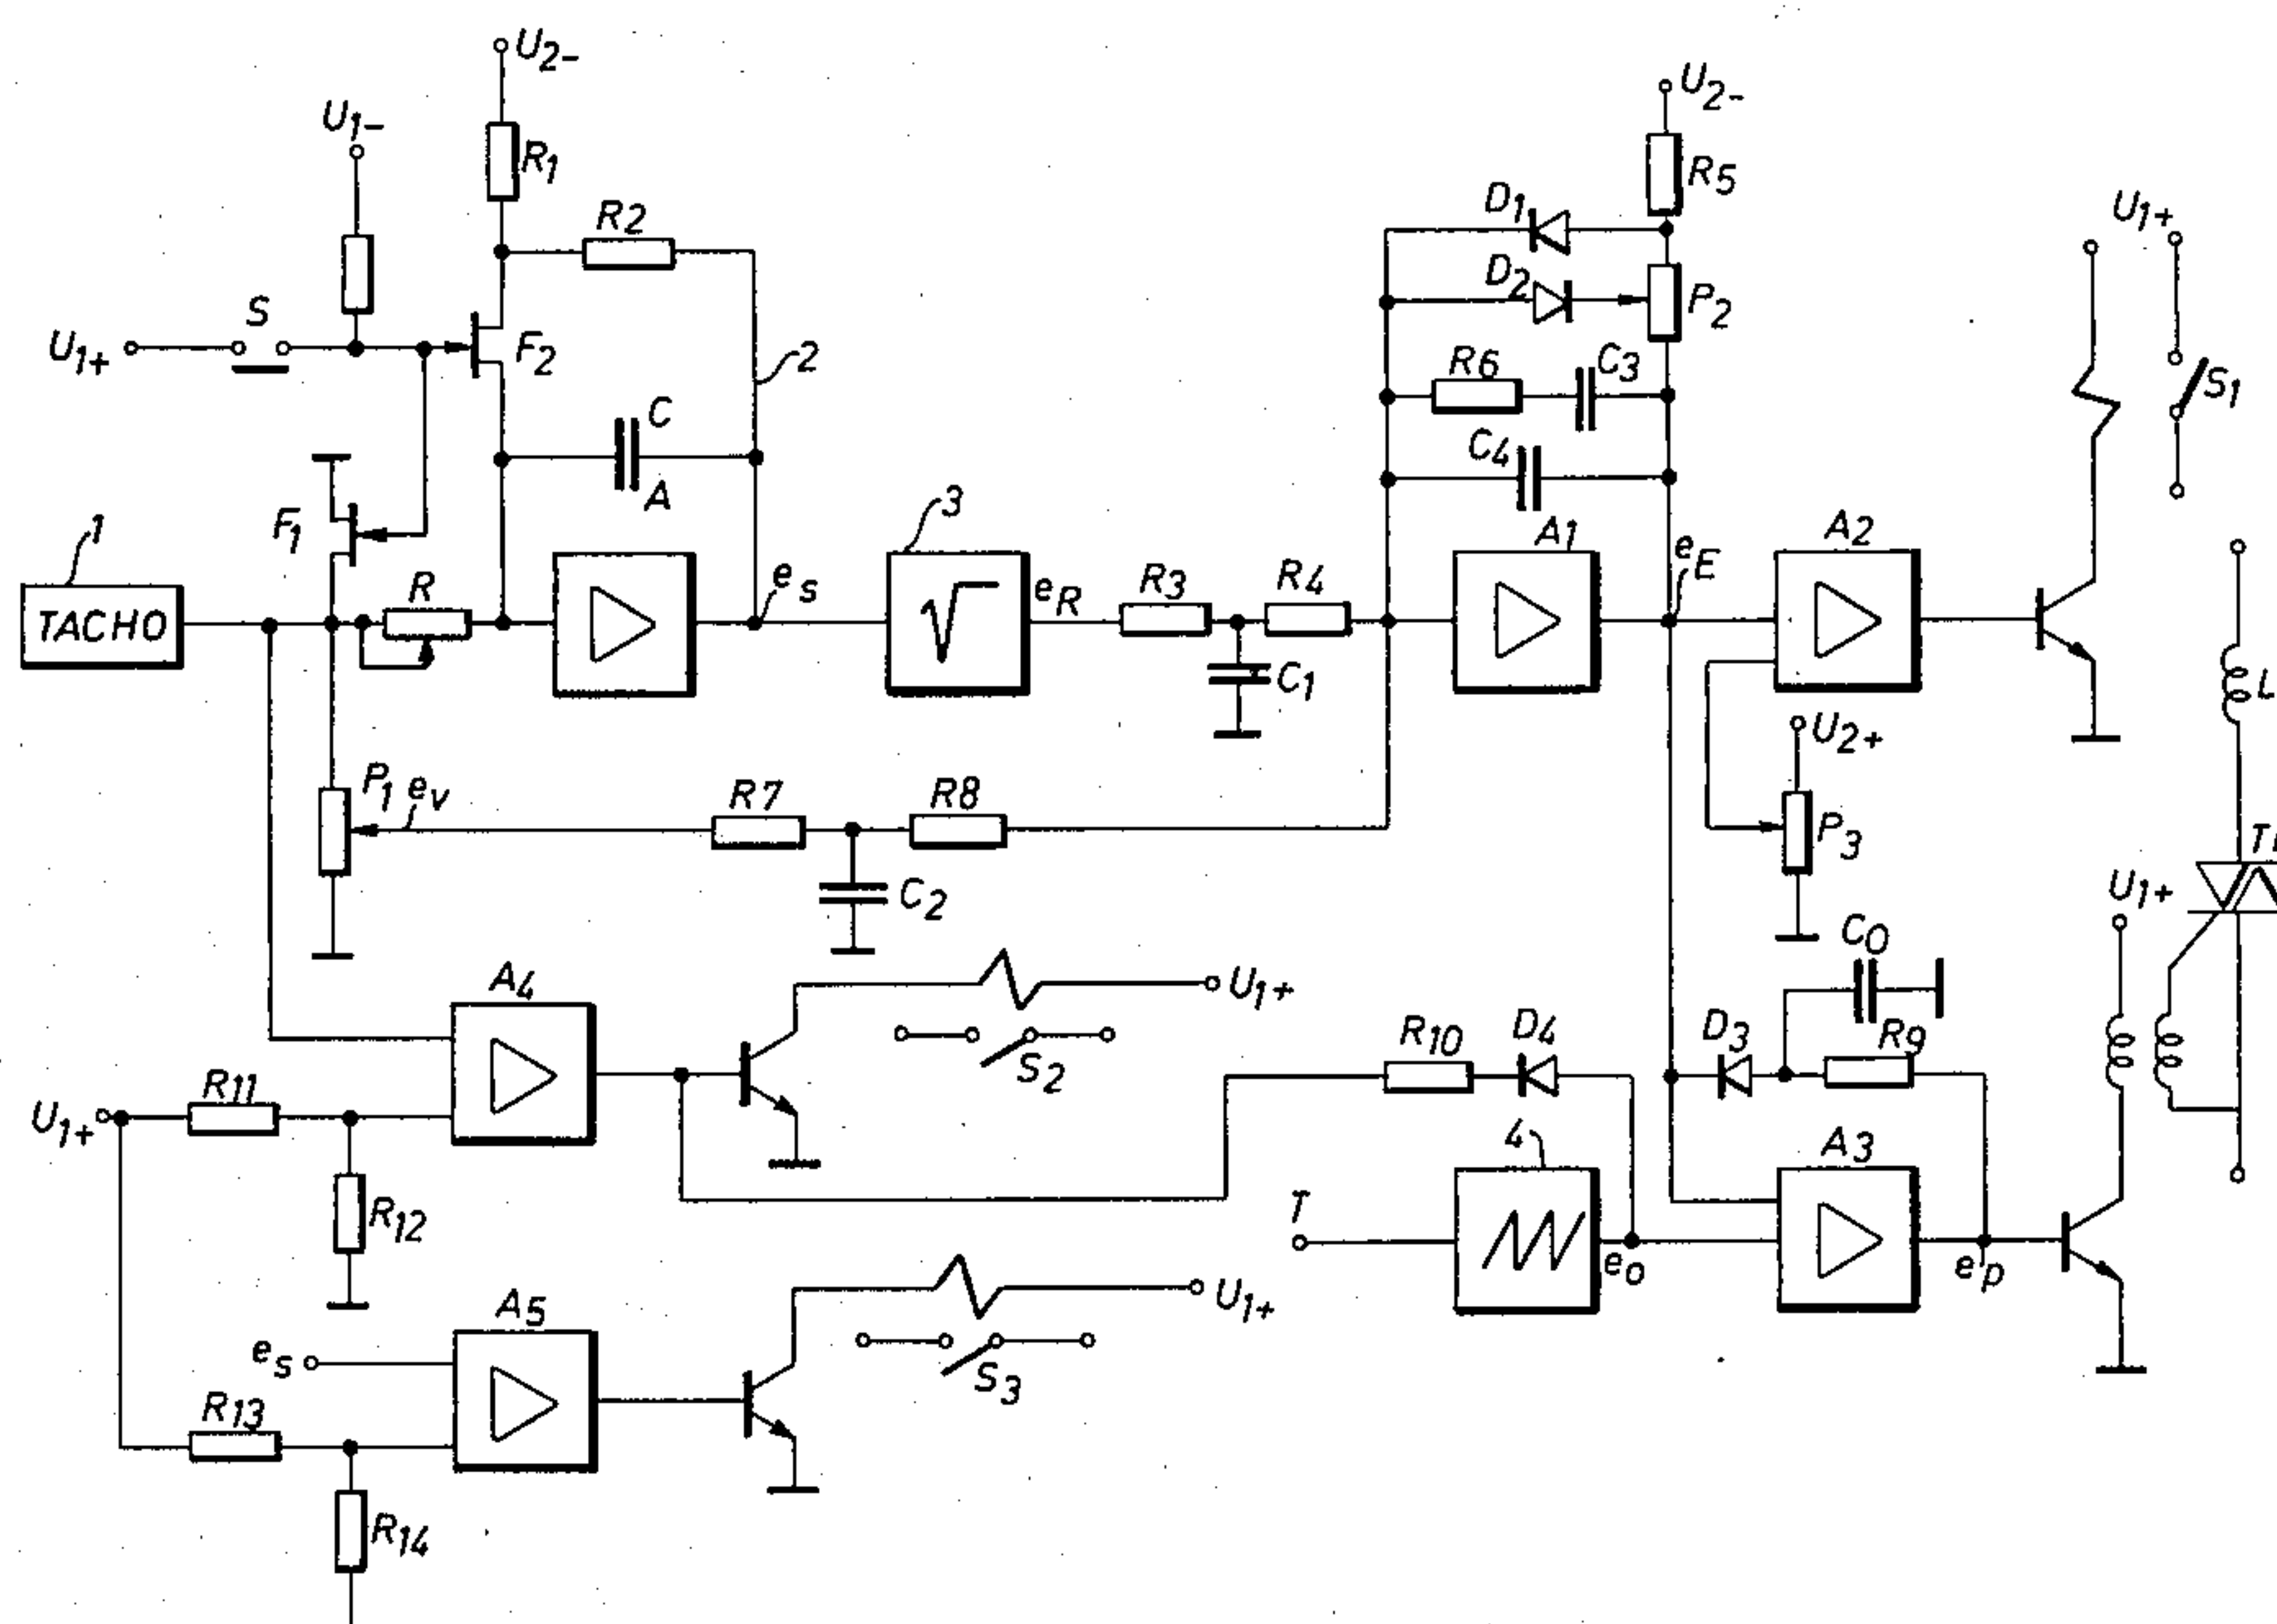 U2-
U1-
R1
U2-
R5
D1
U1+
R2
D2
P2
S
U1+
F2
2
R6
C3
S1
C
C4
A
F1
3
1
A1
A2
es
eE
TACHO
R
eR
R3
R4
C1
L
U2+
P1
ev
R7
R8
P3
C2
U1+
C0
A4
U1+
R10
D4
D3
R9
S2
R11
U1+
4
A3
R12
T
e0
ep
A5
U1+
es
S3
R13
R14